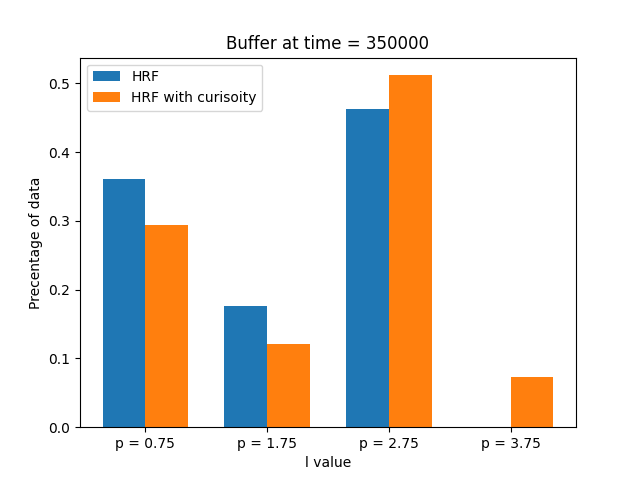 Buffer at time = 350000
HRF
HRF with curisoity
Precentage of data
0.5
0.4
0.3
0.2
0.1
0.0
p = 0.75
p = 1.75
p = 2.75
p = 3.75
l value